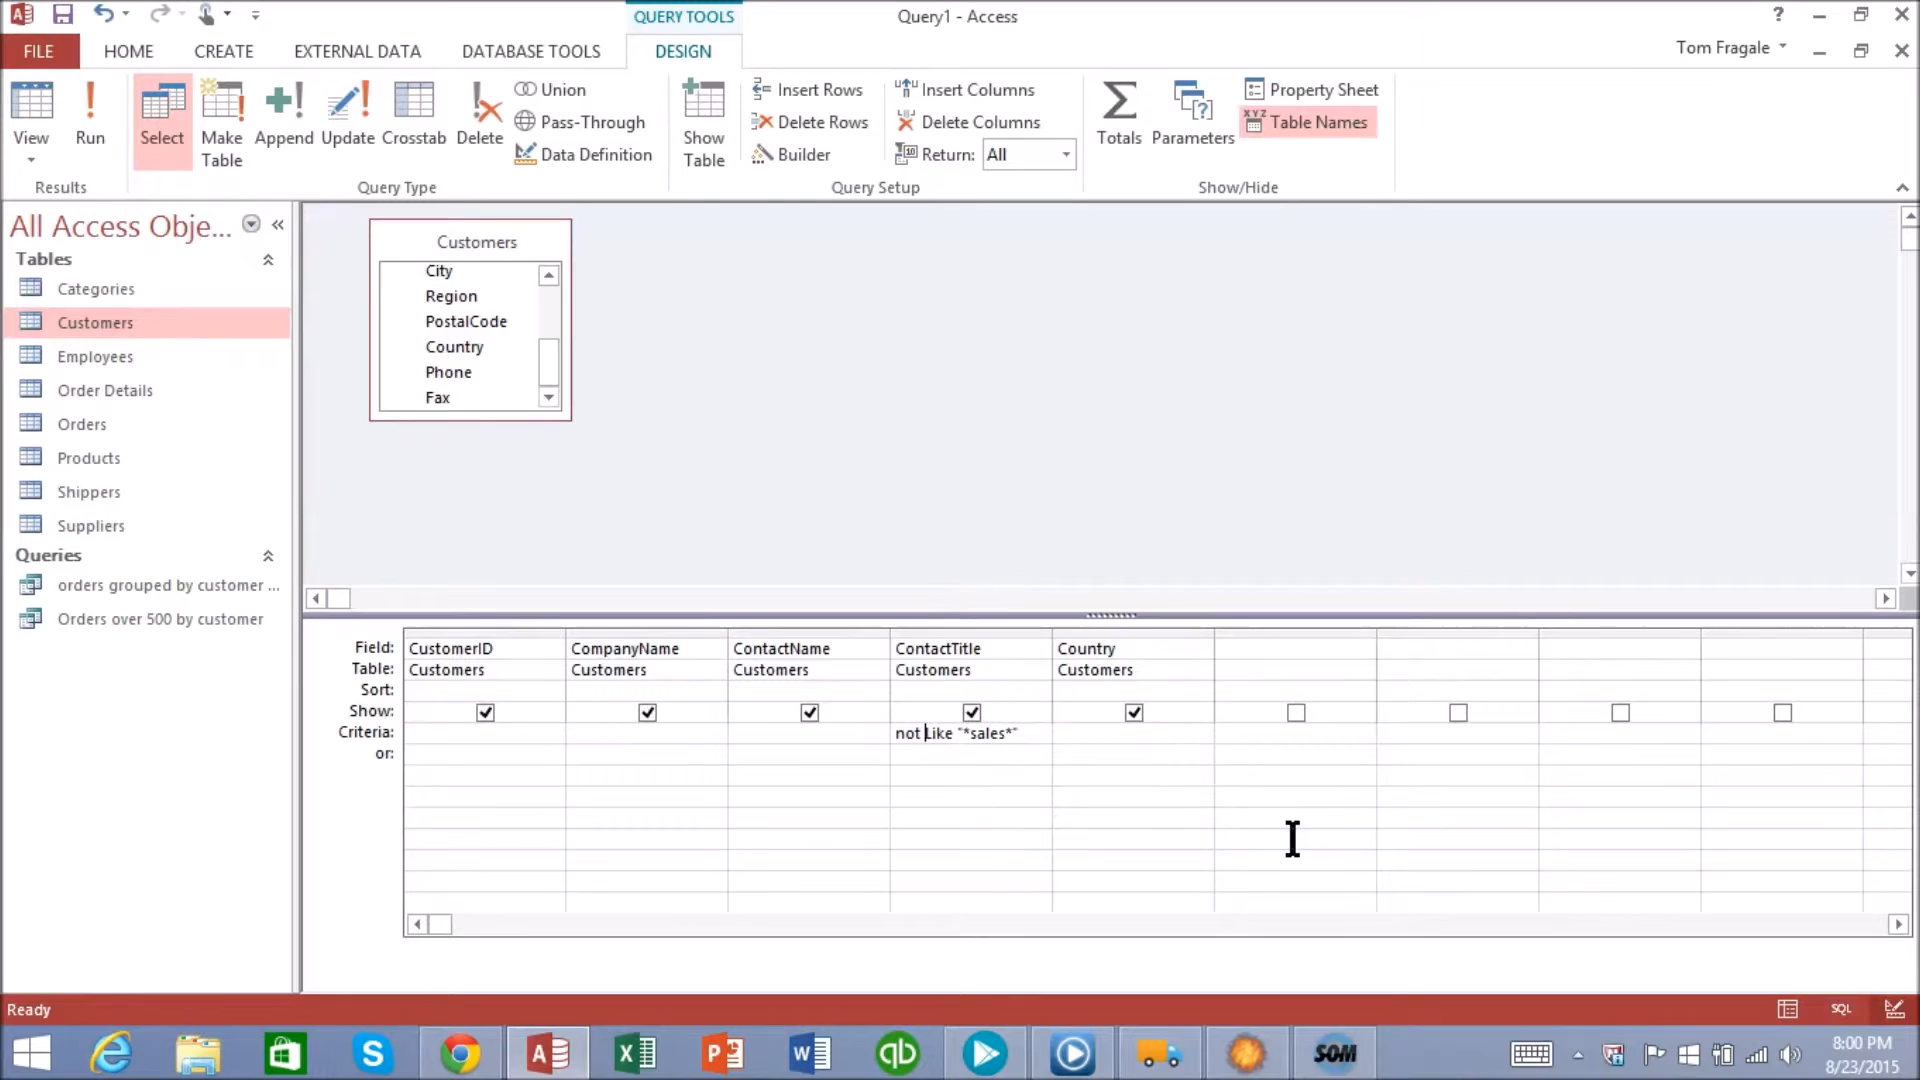 QUERY TOOLS
Query1 - Access
?
FILE
HOME
CREATE
EXTERNAL DATA
DATABASE TOOLS
DESIGN
Tom Fragale
View
Run
Select
Make
Table
Append
Update
Crosstab
Delete
Union
Pass-Through
Data Definition
Show
Table
Insert Rows
Delete Rows
Builder
Insert Columns
Delete Columns
Return: All
Totals
Parameters
Property Sheet
XYZ Table Names
Results
Query Type
Query Setup
Show/Hide
All Access Obje...
Tables
Categories
Customers
Employees
Order Details
Orders
Products
Shippers
Suppliers
Queries
orders grouped by customer ...
Orders over 500 by customer
Customers
City
Region
PostalCode
Country
Phone
Fax
Field: CustomerID CompanyName ContactName ContactTitle Country
Table: Customers Customers Customers Customers Customers
Sort:
Show:
Criteria: not Like "*sales*"
or:
Ready
SQL
SOM
8:00 PM
8/23/2015